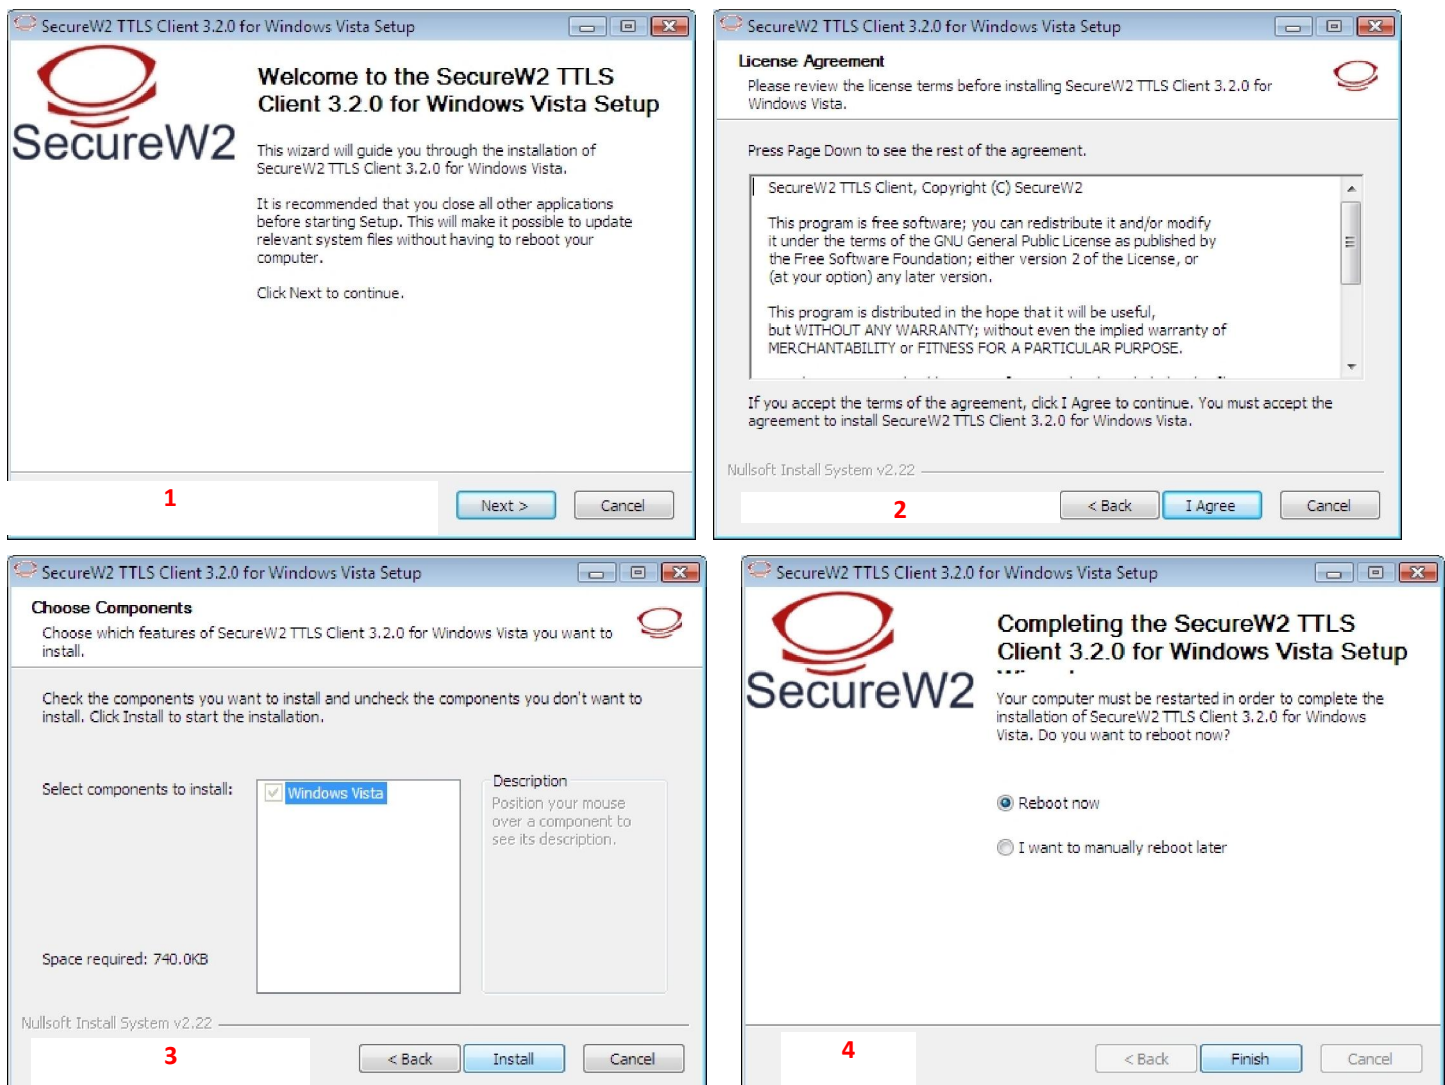 SecureW2 TTLS Client 3.2.0 for Windows Vista Setup
SecureW2
Welcome to the SecureW2 TTLS
Client 3.2.0 for Windows Vista Setup
This wizard will guide you through the installation of
SecureW2 TTLS Client 3.2.0 for Windows Vista.
It is recommended that you close all other applications
before starting Setup. This will make it possible to update
relevant system files without having to reboot your
computer.
Click Next to continue.
1
Next >
Cancel
SecureW2 TTLS Client 3.2.0 for Windows Vista Setup
License Agreement
Please review the license terms before installing SecureW2 TTLS Client 3.2.0 for
Windows Vista.
Press Page Down to see the rest of the agreement.
SecureW2 TTLS Client, Copyright (C) SecureW2
This program is free software; you can redistribute it and/or modify
it under the terms of the GNU General Public License as published by
the Free Software Foundation; either version 2 of the License, or
(at your option) any later version.
This program is distributed in the hope that it will be useful,
but WITHOUT ANY WARRANTY; without even the implied warranty of
MERCHANTABILITY or FITNESS FOR A PARTICULAR PURPOSE.
If you accept the terms of the agreement, click I Agree to continue. You must accept the
agreement to install SecureW2 TTLS Client 3.2.0 for Windows Vista.
Nullsoft Install System v2.22
2
< Back
I Agree
Cancel
SecureW2 TTLS Client 3.2.0 for Windows Vista Setup
Choose Components
Choose which features of SecureW2 TTLS Client 3.2.0 for Windows Vista you want to
install.
Check the components you want to install and uncheck the components you don't want to
install. Click Install to start the installation.
Select components to install:
Windows Vista
Description
Position your mouse
over a component to
see its description.
Space required: 740.0KB
Nullsoft Install System v2.22
3
< Back
Install
Cancel
SecureW2 TTLS Client 3.2.0 for Windows Vista Setup
SecureW2
Completing the SecureW2 TTLS
Client 3.2.0 for Windows Vista Setup
Your computer must be restarted in order to complete the
installation of SecureW2 TTLS Client 3.2.0 for Windows
Vista. Do you want to reboot now?
Reboot now
I want to manually reboot later
4
< Back
Finish
Cancel